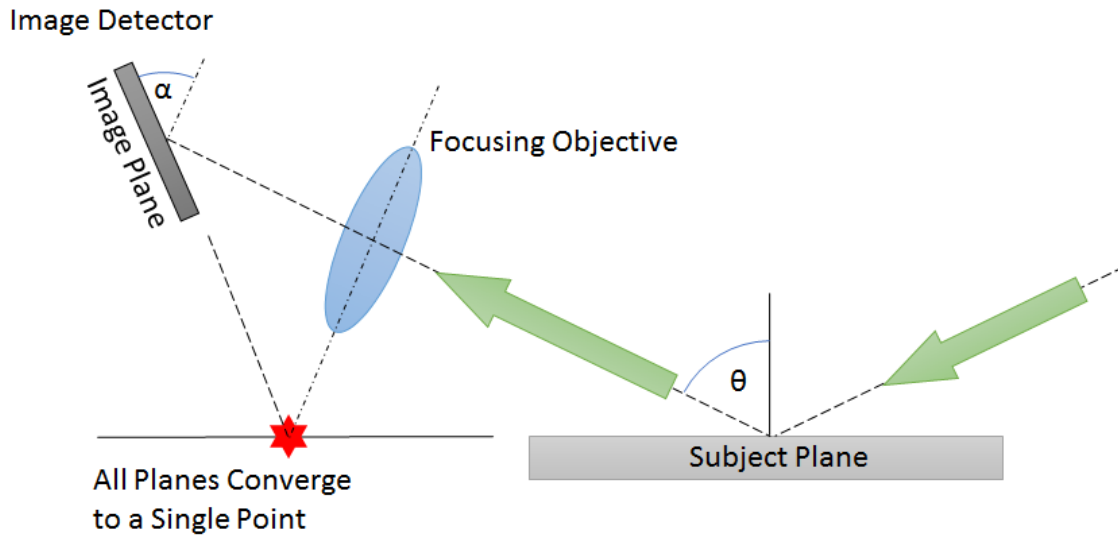 Image Detector
α
Image Plane
Focusing Objective
θ
Subject Plane
All Planes Converge
to a Single Point